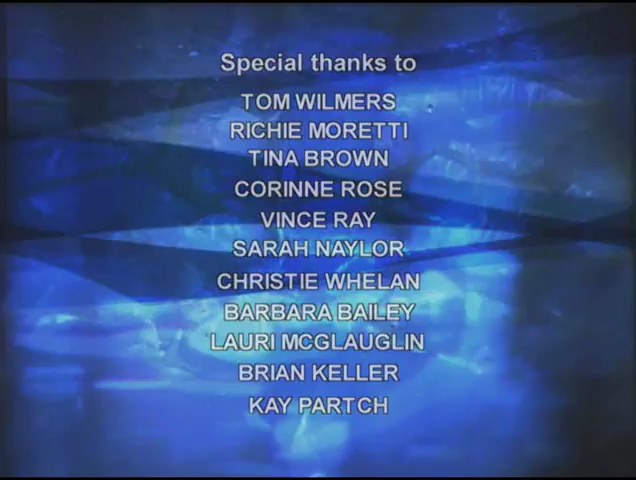 Special thanks to
TOM WILMERS
RICHIE MORETTI
TINA BROWN
CORINNE ROSE
VINCE RAY
SARAH NAYLOR
CHRISTIE WHELAN
BARBARA BAILEY
LAURI MCGLAUGLIN
BRIAN KELLER
KAY PARTCH